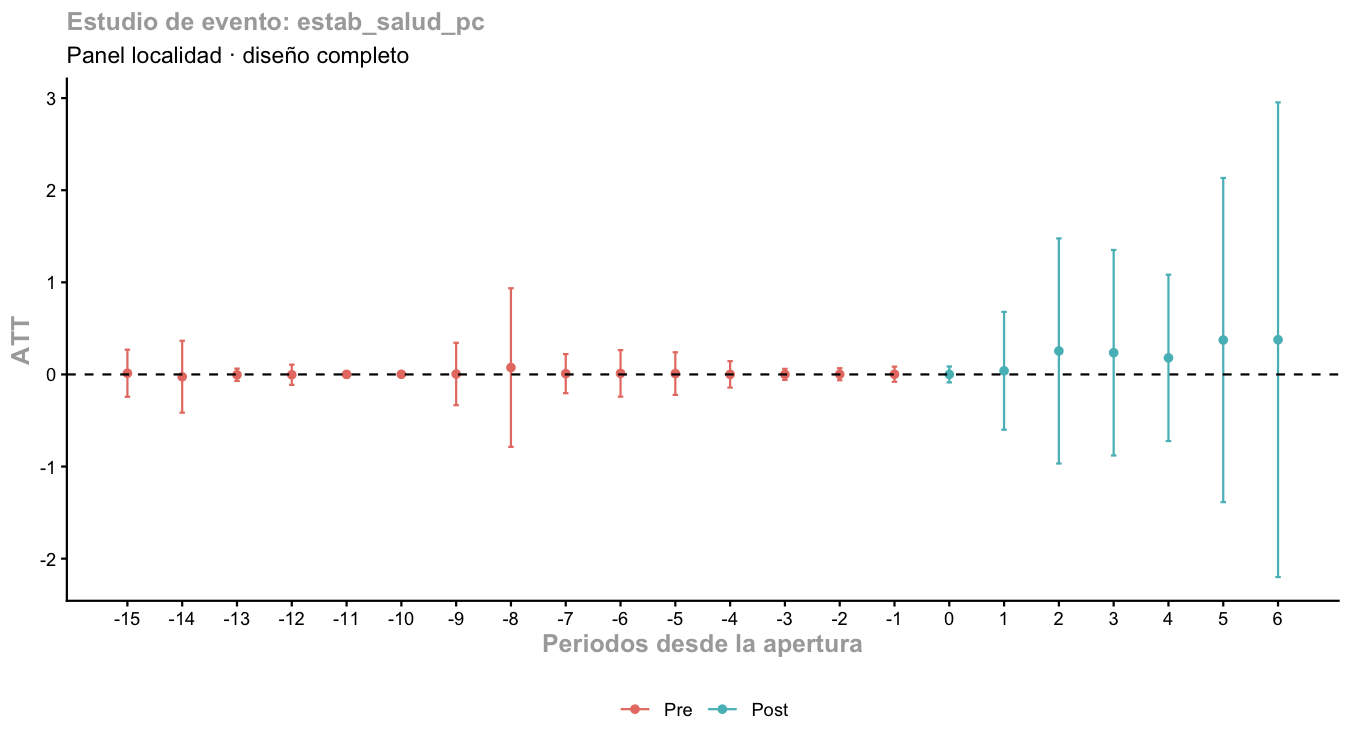 Estudio de evento: estab_salud_pc
Panel localidad · diseño completo
3
2
1
0
-1
-2
ATT
-15 -14 -13 -12 -11 -10 -9 -8 -7 -6 -5 -4 -3 -2 -1 0 1 2 3 4 5 6
Periodos desde la apertura
Pre Post